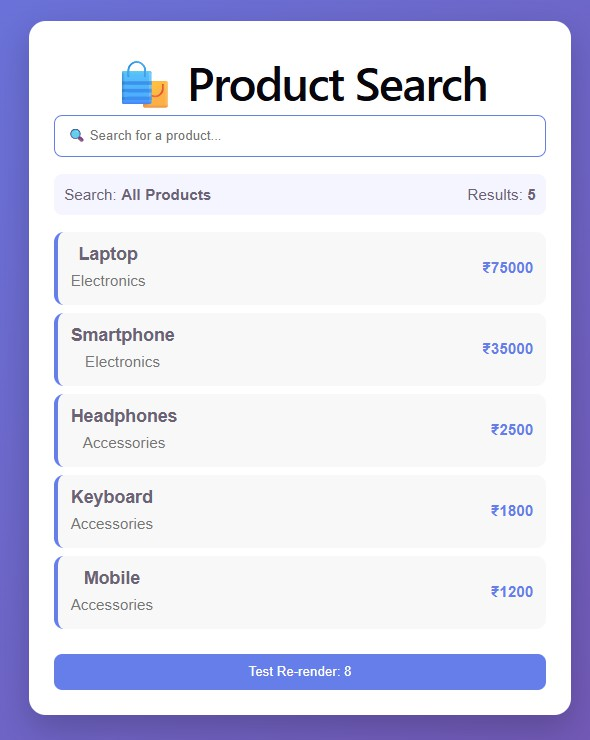 Product Search
Search for a product...
Search: All Products Results: 5
Laptop
Electronics
₹75000
Smartphone
Electronics
₹35000
Headphones
Accessories
₹2500
Keyboard
Accessories
₹1800
Mobile
Accessories
₹1200
Test Re-render: 8